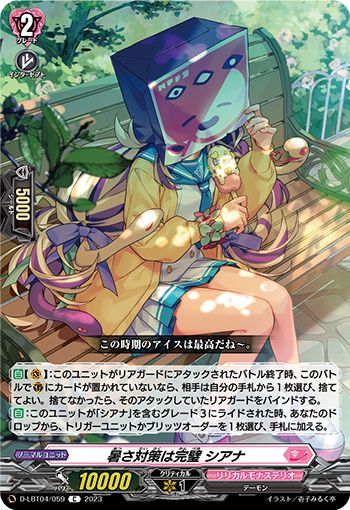 2
グレード
インターセプト
5000
シールド
この時期のアイスは最高だね～。
自【】:このユニットがリアガードにアタックされたバトル終了時、このバトルでにカードが置かれていないなら、相手は自分の手札から1枚選び、捨ててよい。捨てなかったら、そのアタックしていたリアガードをバインドする。
自:このユニットが「シアナ」を含むグレード3にライドされた時、あなたのドロップから、トリガーユニットかブリッツオーダーを1枚選び、手札に加える。
ノーマルユニット
暑さ対策は完璧 シアナ
リリカルモナステリオ
パワー
10000
クリティカル
1
デーモン
D-LBT04/059 C 2023
イラスト/壱子みるく亭